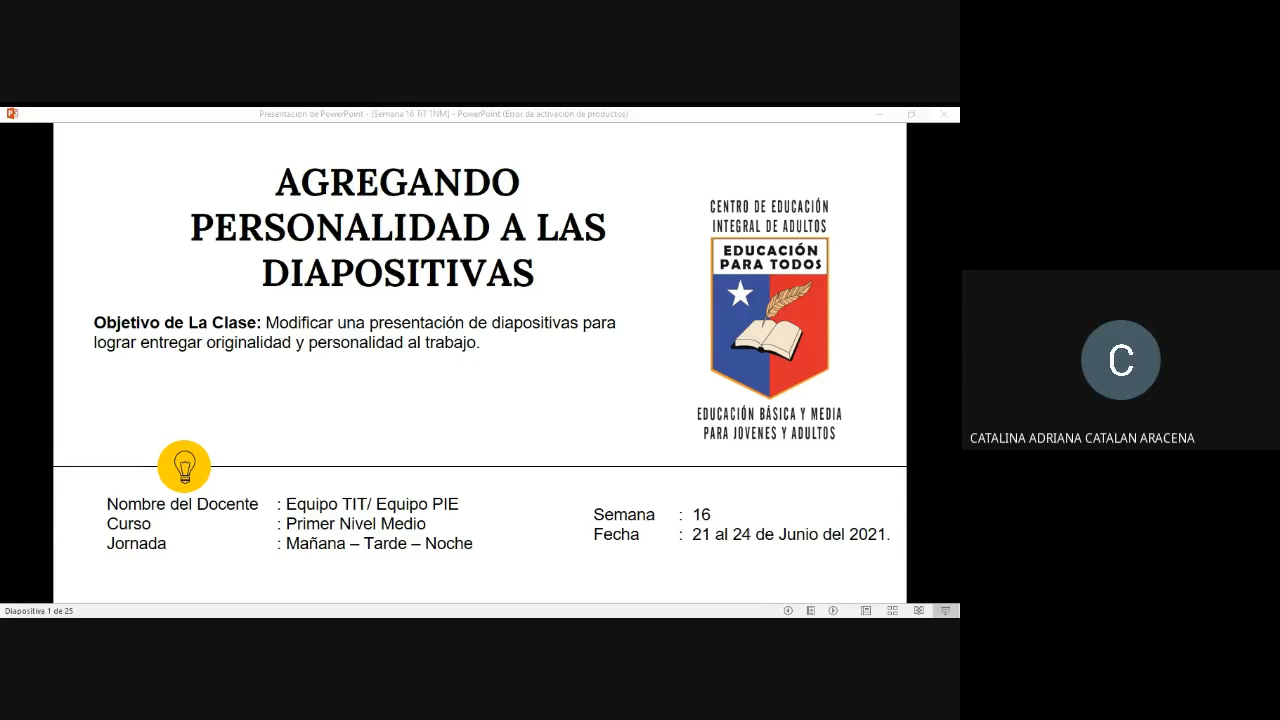 Presentación de PowerPoint - [Semana 16 TIT 1NM] - PowerPoint (Error de activación de productos)
AGREGANDO
PERSONALIDAD A LAS
DIAPOSITIVAS
Objetivo de La Clase: Modificar una presentación de diapositivas para
lograr entregar originalidad y personalidad al trabajo.
CENTRO DE EDUCACIÓN
INTEGRAL DE ADULTOS
EDUCACIÓN
PARA TODOS
EDUCACIÓN BÁSICA Y MEDIA
PARA JOVENES Y ADULTOS
Nombre del Docente : Equipo TIT/ Equipo PIE
Curso : Primer Nivel Medio
Jornada : Mañana – Tarde – Noche
Semana : 16
Fecha : 21 al 24 de Junio del 2021.
Diapositiva 1 de 25
C
CATALINA ADRIANA CATALAN ARACENA